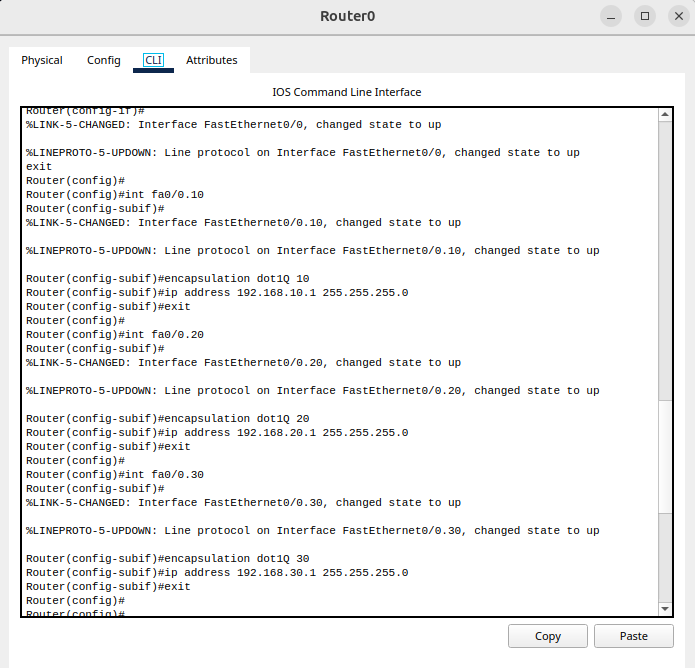 Router0
Physical Config CLI Attributes
IOS Command Line Interface
Router(config-if)#
%LINK-5-CHANGED: Interface FastEthernet0/0, changed state to up
%LINEPROTO-5-UPDOWN: Line protocol on Interface FastEthernet0/0, changed state to up
exit
Router(config)#
Router(config)#int fa0/0.10
Router(config-subif)#
%LINK-5-CHANGED: Interface FastEthernet0/0.10, changed state to up
%LINEPROTO-5-UPDOWN: Line protocol on Interface FastEthernet0/0.10, changed state to up
Router(config-subif)#encapsulation dot1Q 10
Router(config-subif)#ip address 192.168.10.1 255.255.255.0
Router(config-subif)#exit
Router(config)#
Router(config)#int fa0/0.20
Router(config-subif)#
%LINK-5-CHANGED: Interface FastEthernet0/0.20, changed state to up
%LINEPROTO-5-UPDOWN: Line protocol on Interface FastEthernet0/0.20, changed state to up
Router(config-subif)#encapsulation dot1Q 20
Router(config-subif)#ip address 192.168.20.1 255.255.255.0
Router(config-subif)#exit
Router(config)#
Router(config)#int fa0/0.30
Router(config-subif)#
%LINK-5-CHANGED: Interface FastEthernet0/0.30, changed state to up
%LINEPROTO-5-UPDOWN: Line protocol on Interface FastEthernet0/0.30, changed state to up
Router(config-subif)#encapsulation dot1Q 30
Router(config-subif)#ip address 192.168.30.1 255.255.255.0
Router(config-subif)#exit
Router(config)#
Router(config)#
Copy Paste